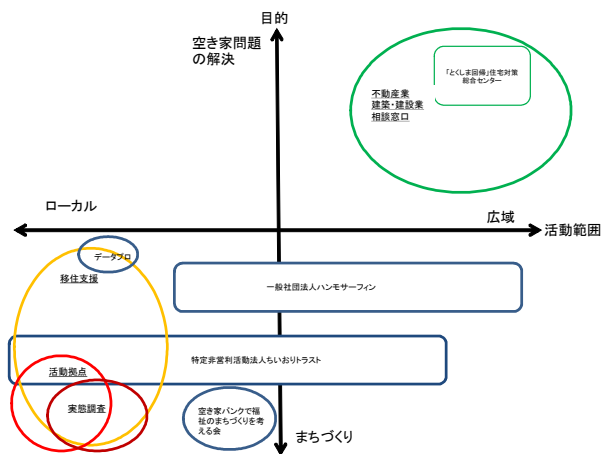 目的
空き家問題
の解決
「とくしま回帰」住宅対策
総合センター
不動産業
建築・建設業
相談窓口
ローカル
広域
活動範囲
データプロ
移住支援
一般社団法人ハンモサーフィン
特定非営利活動法人ちいおりトラスト
活動拠点
実態調査
空き家バンクで福
祉のまちづくりを考
える会
まちづくり